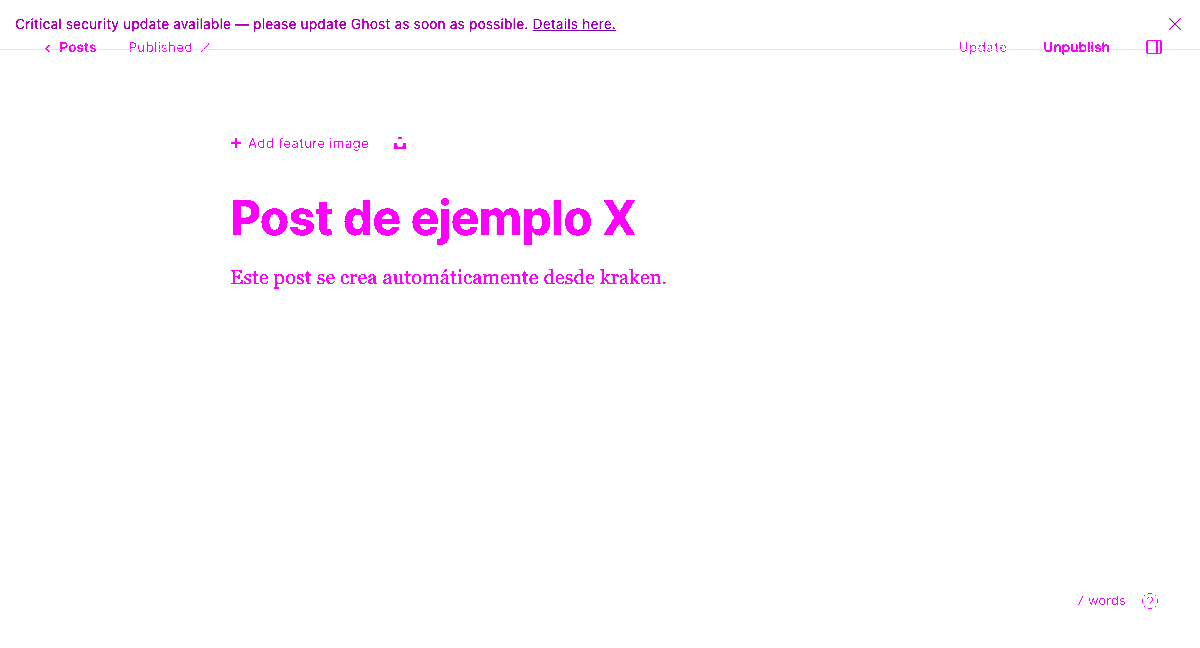 Critical security update available — please update Ghost as soon as possible. Details here.
Posts Published Update Unpublish
Add feature image
Post de ejemplo X
Este post se crea automáticamente desde kraken.
words